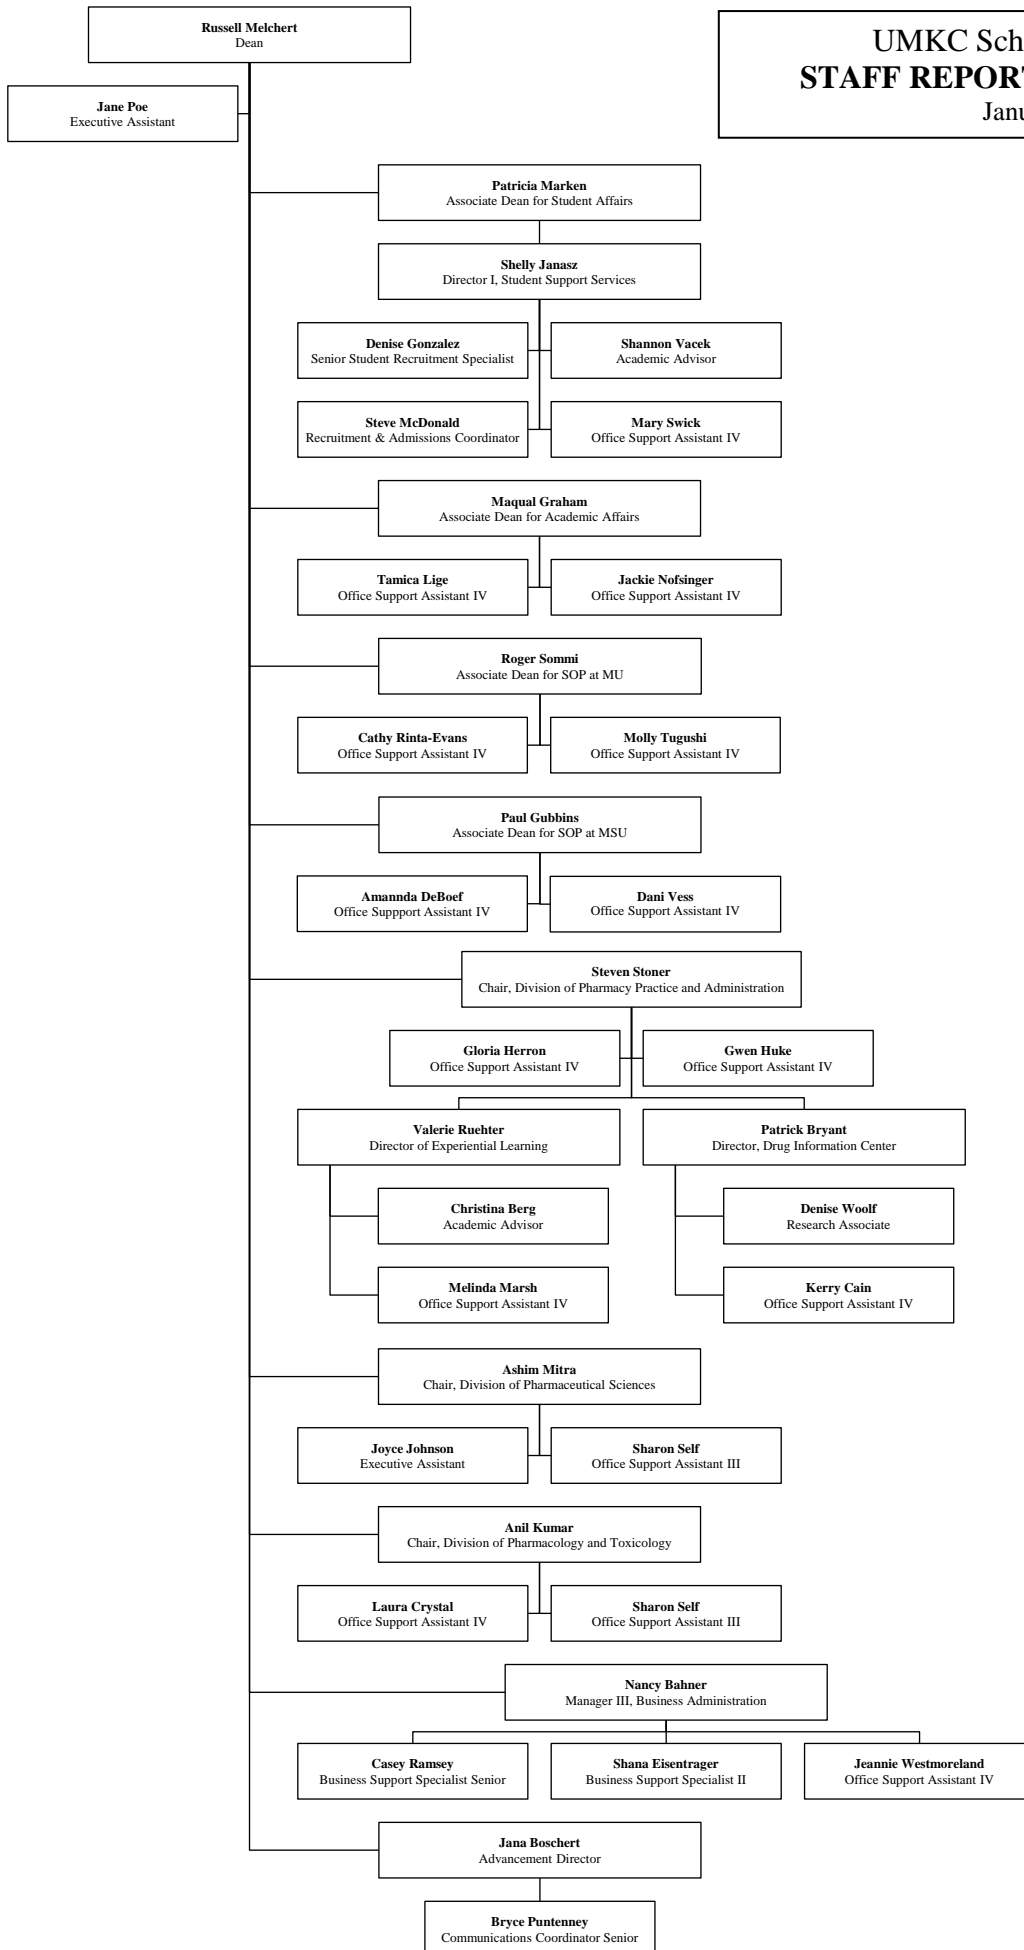 Russell Melchert
Dean
UMKC Sch
STAFF REPORT
Janu
Jane Poe
Executive Assistant
Patricia Marken
Associate Dean for Student Affairs
Shelly Janasz
Director I, Student Support Services
Denise Gonzalez
Senior Student Recruitment Specialist
Shannon Vacek
Academic Advisor
Steve McDonald
Recruitment & Admissions Coordinator
Mary Swick
Office Support Assistant IV
Maqual Graham
Associate Dean for Academic Affairs
Tamica Lige
Office Support Assistant IV
Jackie Nofsinger
Office Support Assistant IV
Roger Sommi
Associate Dean for SOP at MU
Cathy Rinta-Evans
Office Support Assistant IV
Molly Tugushi
Office Support Assistant IV
Paul Gubbins
Associate Dean for SOP at MSU
Amannda DeBoef
Office Suppport Assistant IV
Dani Vess
Office Support Assistant IV
Steven Stoner
Chair, Division of Pharmacy Practice and Administration
Gloria Herron
Office Support Assistant IV
Gwen Huke
Office Support Assistant IV
Valerie Ruehter
Director of Experiential Learning
Patrick Bryant
Director, Drug Information Center
Christina Berg
Academic Advisor
Denise Woolf
Research Associate
Melinda Marsh
Office Support Assistant IV
Kerry Cain
Office Support Assistant IV
Ashim Mitra
Chair, Division of Pharmaceutical Sciences
Joyce Johnson
Executive Assistant
Sharon Self
Office Support Assistant III
Anil Kumar
Chair, Division of Pharmacology and Toxicology
Laura Crystal
Office Support Assistant IV
Sharon Self
Office Support Assistant III
Nancy Bahner
Manager III, Business Administration
Casey Ramsey
Business Support Specialist Senior
Shana Eisentrager
Business Support Specialist II
Jeannie Westmoreland
Office Support Assistant IV
Jana Boschert
Advancement Director
Bryce Puntenney
Communications Coordinator Senior